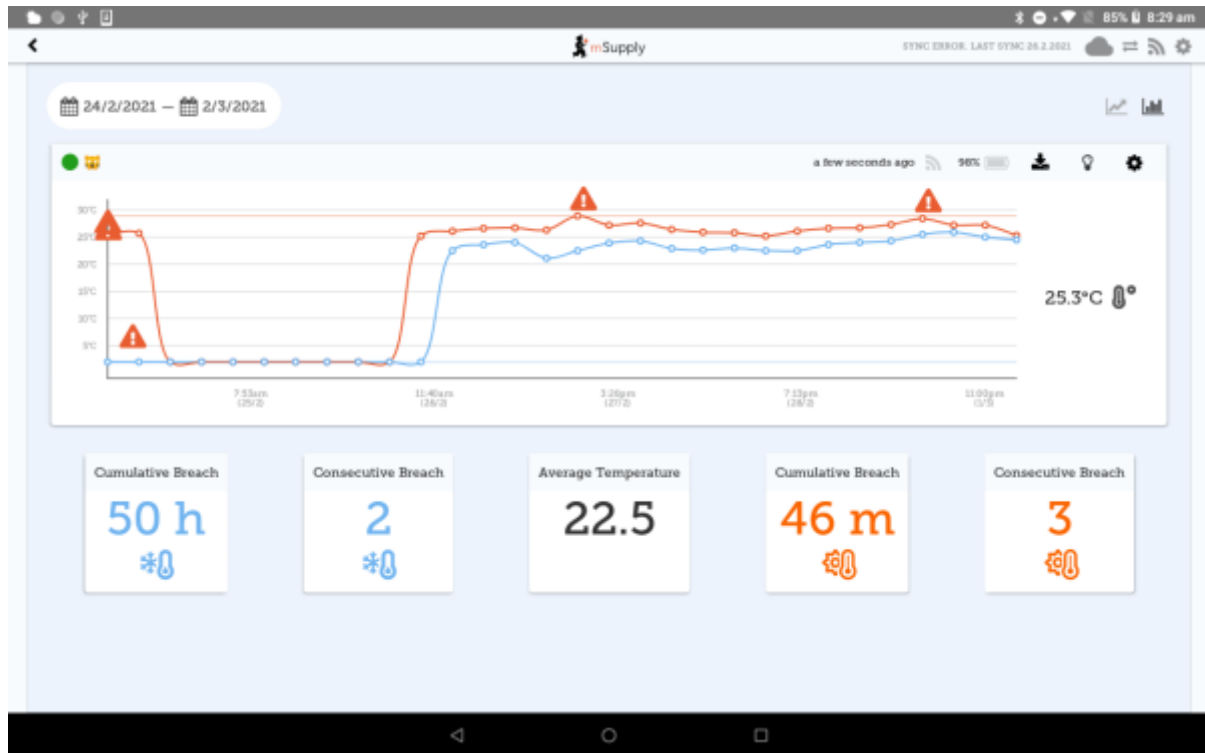 85% 8:29 am
mSupply
SYNC ERROR. LAST SYNC 26.2.2021
24/2/2021 — 2/3/2021
a few seconds ago 96%
30°C
25°C
20°C
15°C
10°C
5°C
25.3°C
7:53am 11:40am 3:26pm 7:13pm 11:00pm
(25/2) (26/2) (27/2) (28/2) (1/3)
Cumulative Breach Consecutive Breach Average Temperature Cumulative Breach Consecutive Breach
50 h 2 22.5 46 m 3